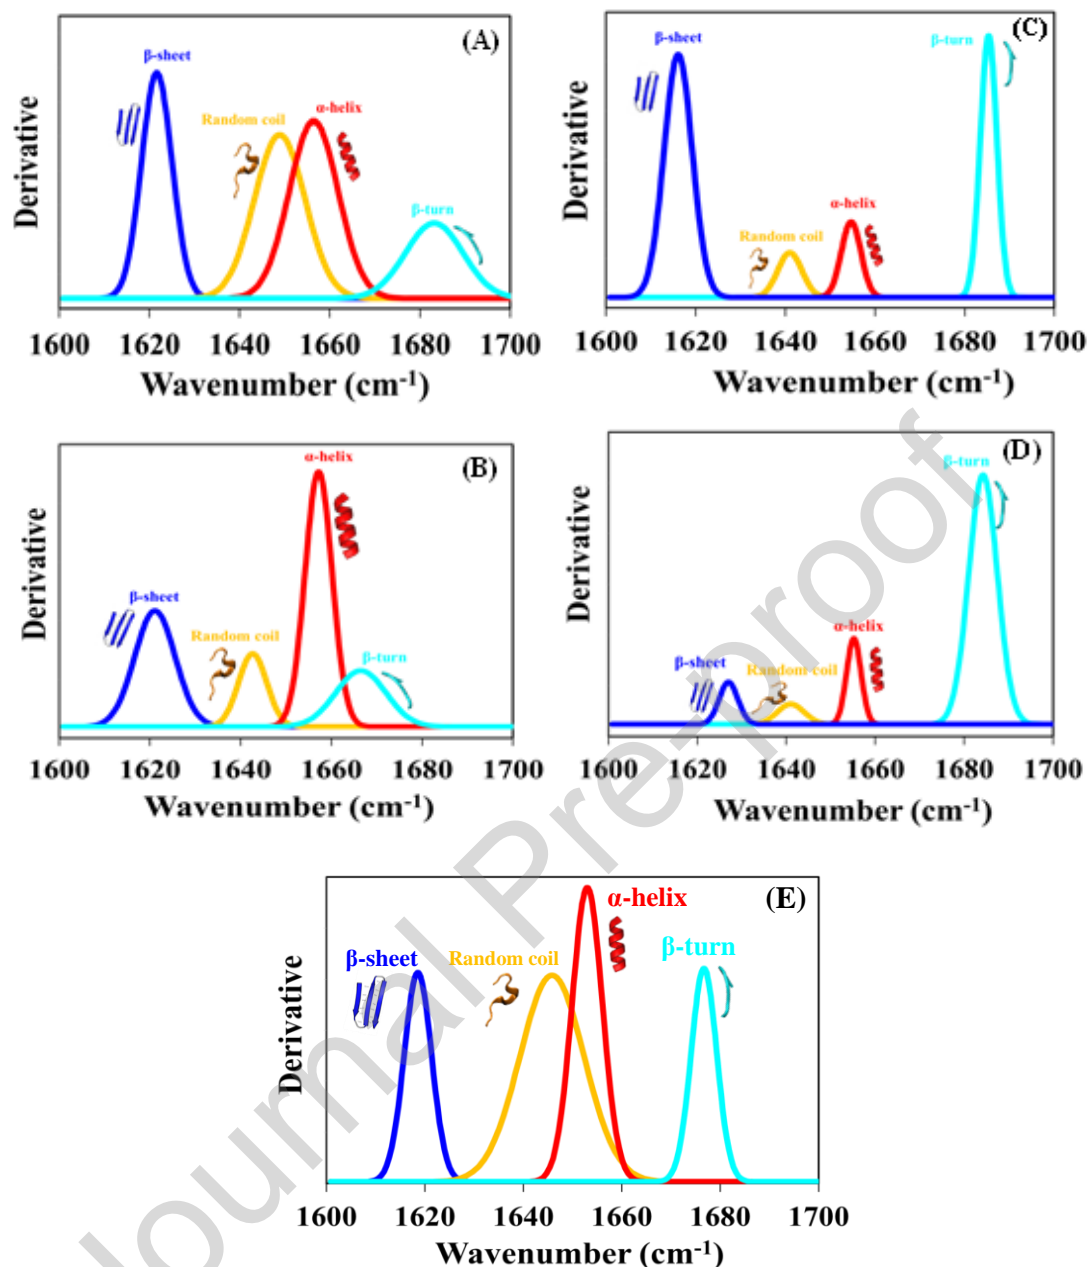 (A)
β-sheet
Random coil
α-helix
β-turn
Derivative
1600 1620 1640 1660 1680 1700
Wavenumber (cm⁻¹)
(C)
β-sheet
β-turn
α-helix
Random coil
Derivative
1600 1620 1640 1660 1680 1700
Wavenumber (cm⁻¹)
(B)
α-helix
β-sheet
Random coil
β-turn
Derivative
1600 1620 1640 1660 1680 1700
Wavenumber (cm⁻¹)
(D)
β-turn
α-helix
β-sheet
Random coil
Derivative
1600 1620 1640 1660 1680 1700
Wavenumber (cm⁻¹)
(E)
α-helix
β-sheet
Random coil
β-turn
Derivative
1600 1620 1640 1660 1680 1700
Wavenumber (cm⁻¹)
Journal Pre-proof